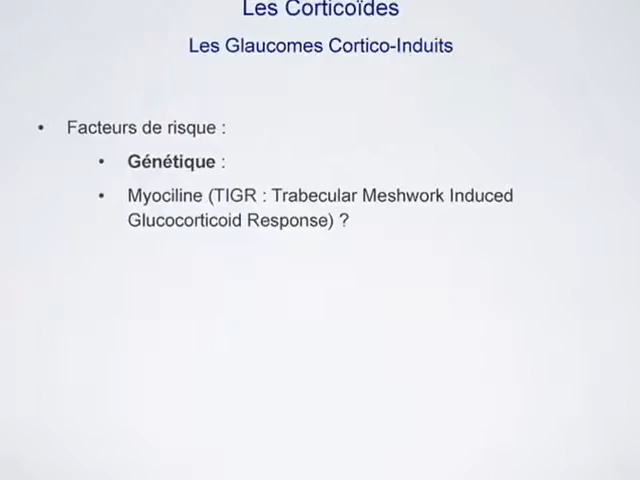 Les Corticoïdes
Les Glaucomes Cortico-Induits
• Facteurs de risque :
• Génétique :
• Myociline (TIGR : Trabecular Meshwork Induced
Glucocorticoid Response) ?